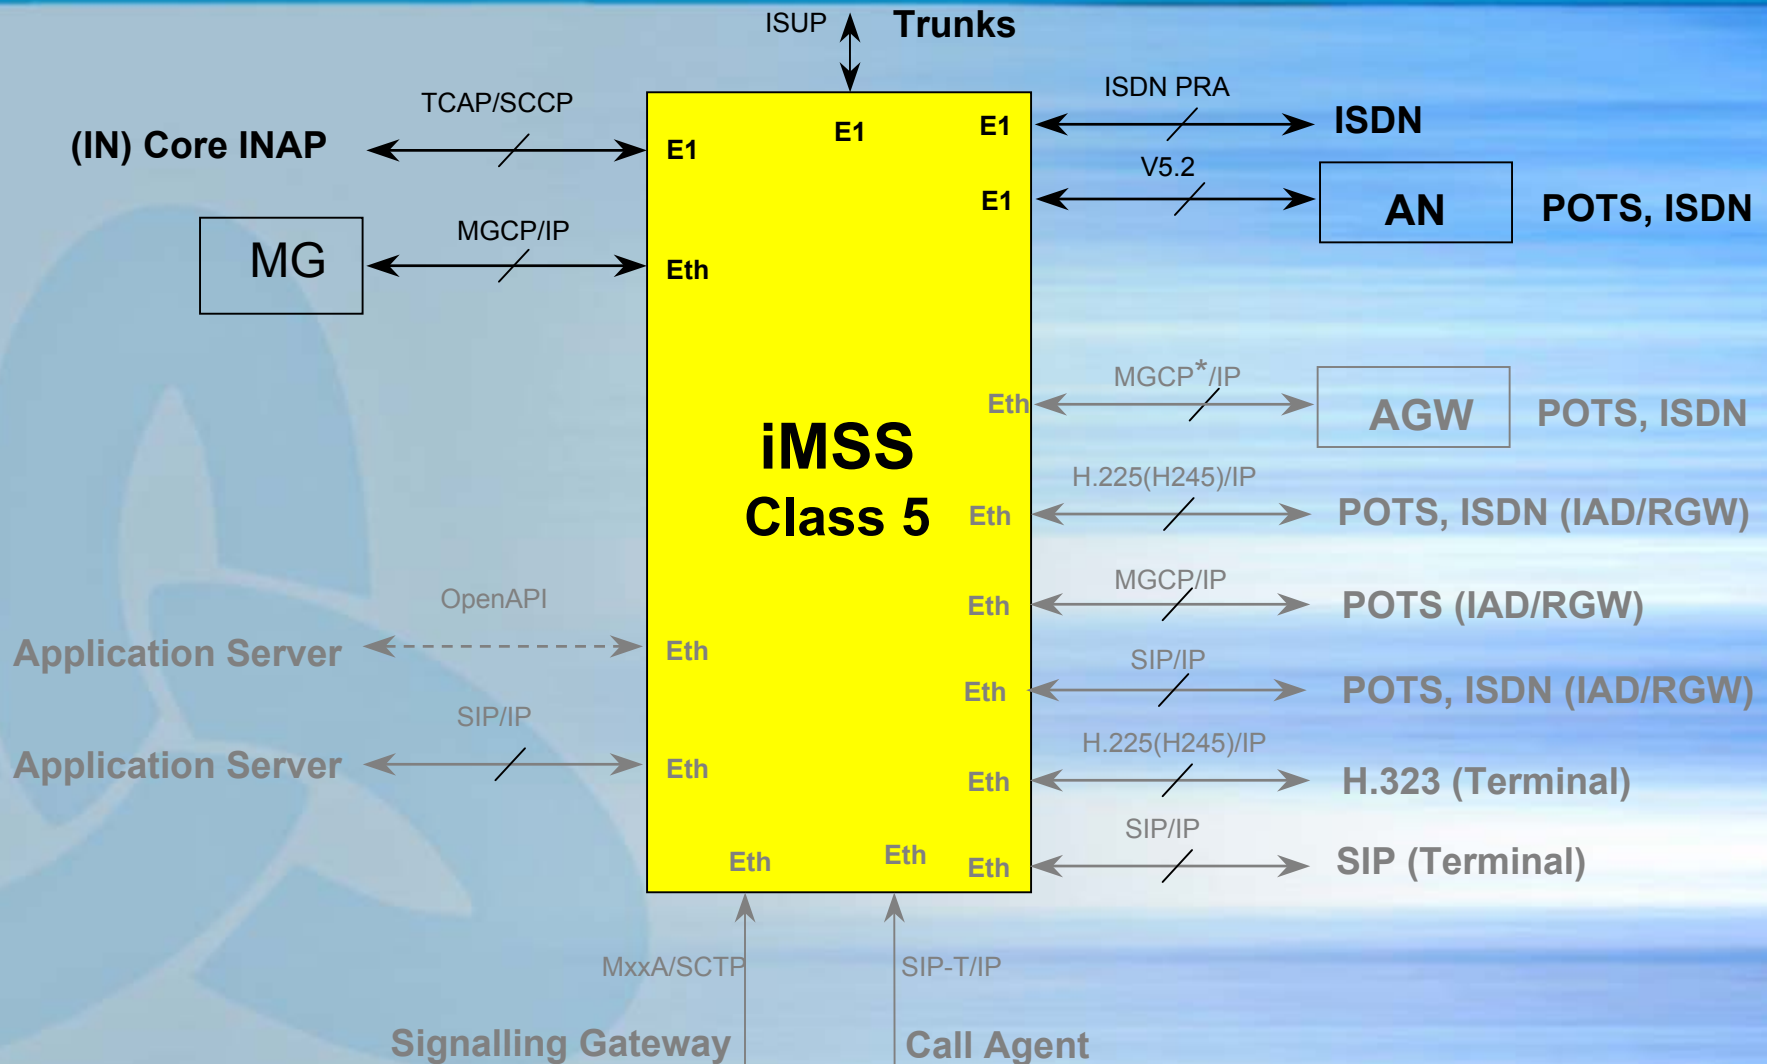 ISUP
Trunks
TCAP/SCCP
(IN) Core INAP
E1
E1
E1
ISDN PRA
ISDN
V5.2
E1
AN
POTS, ISDN
MG
MGCP/IP
Eth
MGCP*/IP
Eth
AGW
POTS, ISDN
iMSS
Class 5
H.225(H245)/IP
Eth
POTS, ISDN (IAD/RGW)
MGCP/IP
Eth
POTS (IAD/RGW)
OpenAPI
Application Server
Eth
SIP/IP
Eth
POTS, ISDN (IAD/RGW)
SIP/IP
Application Server
Eth
H.225(H245)/IP
Eth
H.323 (Terminal)
SIP/IP
Eth
SIP (Terminal)
Eth
Eth
MxxA/SCTP
SIP-T/IP
Signalling Gateway
Call Agent